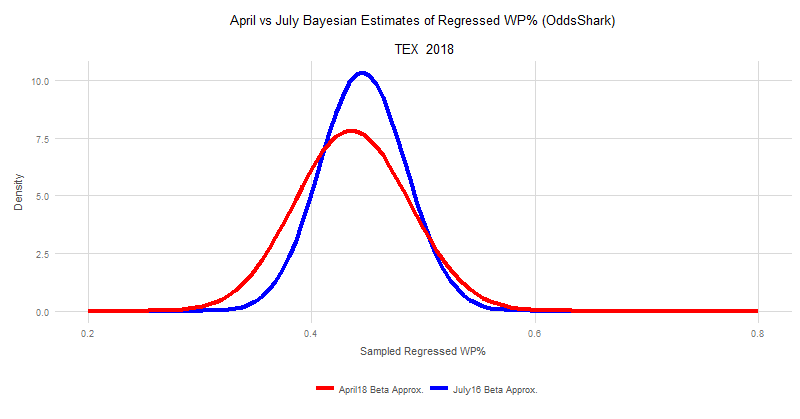 April vs July Bayesian Estimates of Regressed WP% (OddsShark)
TEX 2018
10.0
7.5
5.0
2.5
0.0
Density
0.2 0.4 0.6 0.8
Sampled Regressed WP%
April18 Beta Approx. July16 Beta Approx.